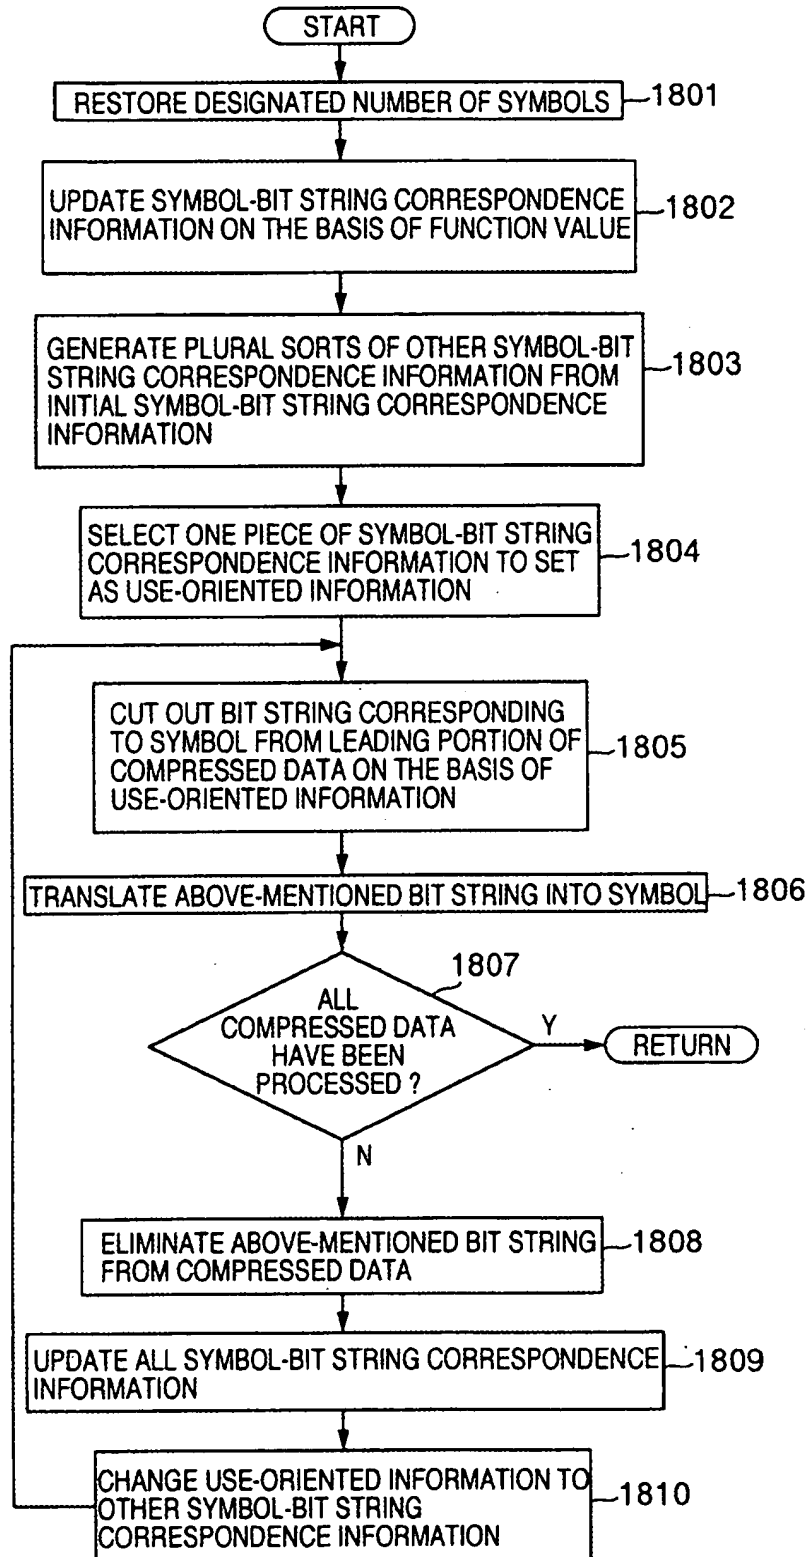 START
RESTORE DESIGNATED NUMBER OF SYMBOLS
1801
UPDATE SYMBOL-BIT STRING CORRESPONDENCE
INFORMATION ON THE BASIS OF FUNCTION VALUE
1802
GENERATE PLURAL SORTS OF OTHER SYMBOL-BIT
STRING CORRESPONDENCE INFORMATION FROM
INITIAL SYMBOL-BIT STRING CORRESPONDENCE
INFORMATION
1803
SELECT ONE PIECE OF SYMBOL-BIT STRING
CORRESPONDENCE INFORMATION TO SET
AS USE-ORIENTED INFORMATION
1804
CUT OUT BIT STRING CORRESPONDING
TO SYMBOL FROM LEADING PORTION OF
COMPRESSED DATA ON THE BASIS OF
USE-ORIENTED INFORMATION
1805
TRANSLATE ABOVE-MENTIONED BIT STRING INTO SYMBOL
1806
1807
ALL
COMPRESSED DATA
HAVE BEEN
PROCESSED ?
Y
RETURN
N
ELIMINATE ABOVE-MENTIONED BIT STRING
FROM COMPRESSED DATA
1808
UPDATE ALL SYMBOL-BIT STRING CORRESPONDENCE
INFORMATION
1809
CHANGE USE-ORIENTED INFORMATION TO
OTHER SYMBOL-BIT STRING
CORRESPONDENCE INFORMATION
1810